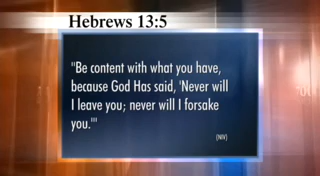 Hebrews 13:5
"Be content with what you have,
because God Has said, 'Never will
I leave you; never will I forsake
you.'"
(NIV)